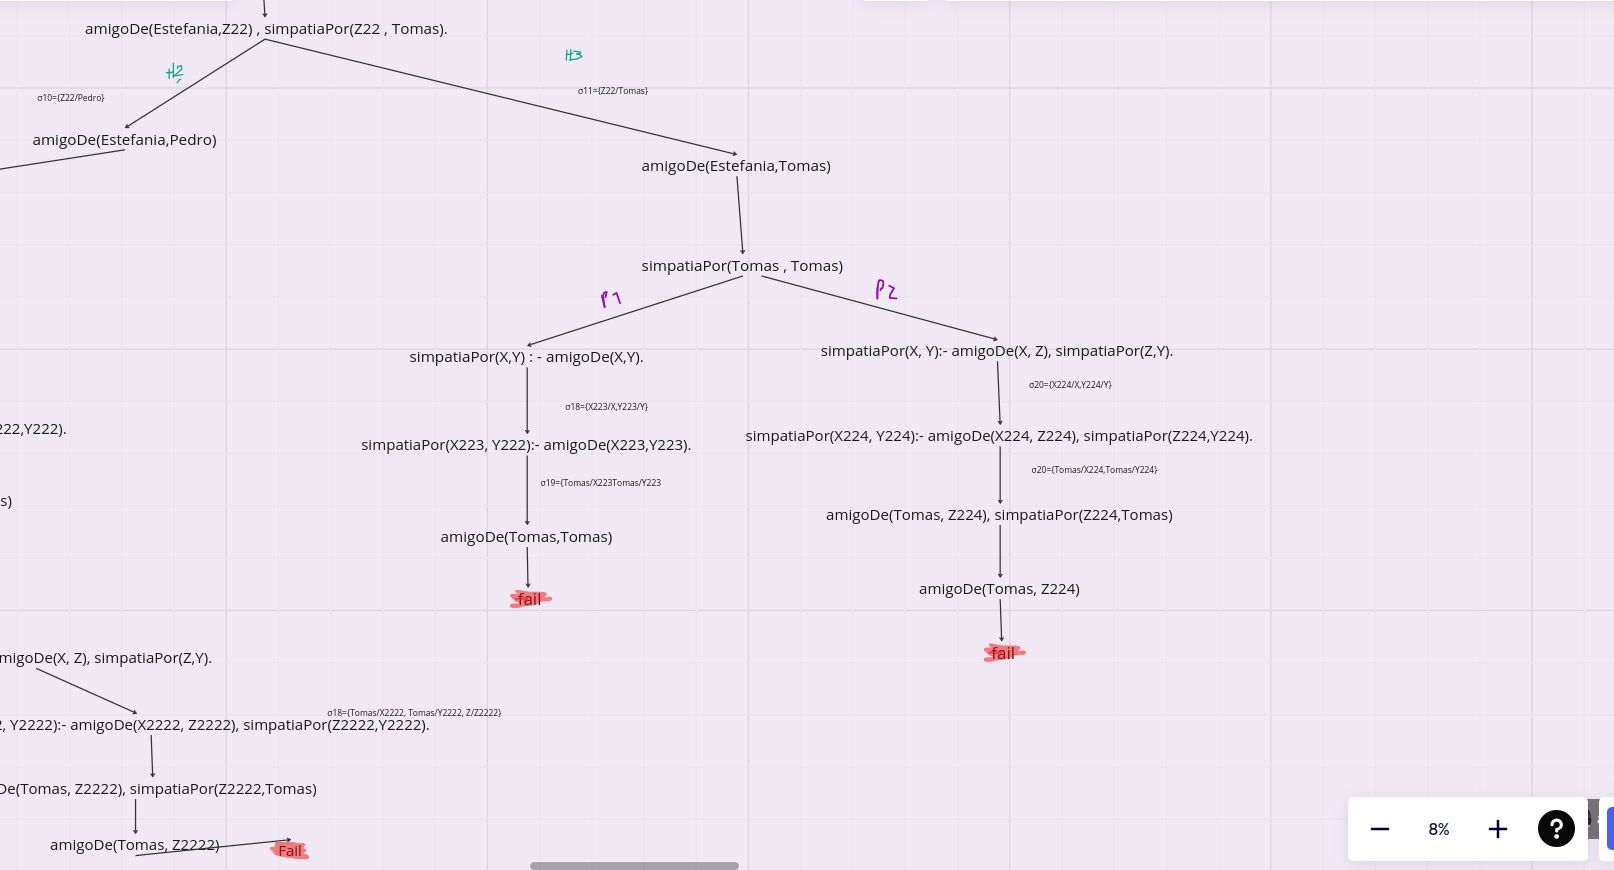 amigoDe(Estefania,Z22) , simpatiaPor(Z22 , Tomas).
H3
H2
σ11={Z22/Tomas}
σ10={Z22/Pedro}
amigoDe(Estefania,Pedro)
amigoDe(Estefania,Tomas)
simpatiaPor(Tomas , Tomas)
P1
P2
simpatiaPor(X,Y) : - amigoDe(X,Y).
simpatiaPor(X, Y):- amigoDe(X, Z), simpatiaPor(Z,Y).
σ20={X224/X,Y224/Y}
σ18={X223/X,Y223/Y}
222,Y222).
simpatiaPor(X223, Y222):- amigoDe(X223,Y223).
simpatiaPor(X224, Y224):- amigoDe(X224, Z224), simpatiaPor(Z224,Y224).
σ20={Tomas/X224,Tomas/Y224}
σ19={Tomas/X223Tomas/Y223
s)
amigoDe(Tomas, Z224), simpatiaPor(Z224,Tomas)
amigoDe(Tomas,Tomas)
amigoDe(Tomas, Z224)
fail
fail
migoDe(X, Z), simpatiaPor(Z,Y).
σ18={Tomas/X2222, Tomas/Y2222, Z/Z2222}
, Y2222):- amigoDe(X2222, Z2222), simpatiaPor(Z2222,Y2222).
De(Tomas, Z2222), simpatiaPor(Z2222,Tomas)
amigoDe(Tomas, Z2222)
Fail
8%
?